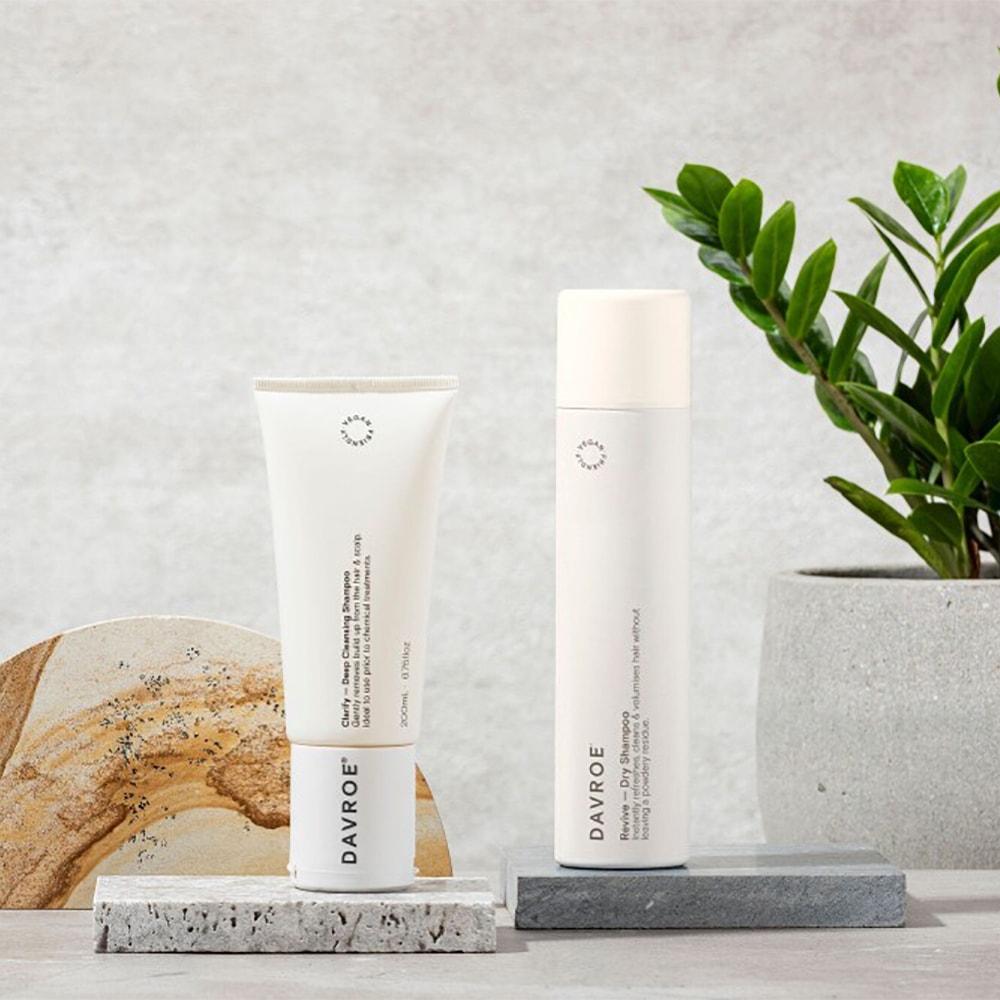 VEGAN FRIENDLY
Clarify — Deep Cleansing Shampoo
Gently removes build up from the hair & scalp.
Ideal to use prior to chemical treatments.
200mL 6.76floz
DAVROE®
VEGAN FRIENDLY
DAVROE
Revive — Dry Shampoo
Instantly refreshes, cleans & volumises hair without
leaving a powdery residue.